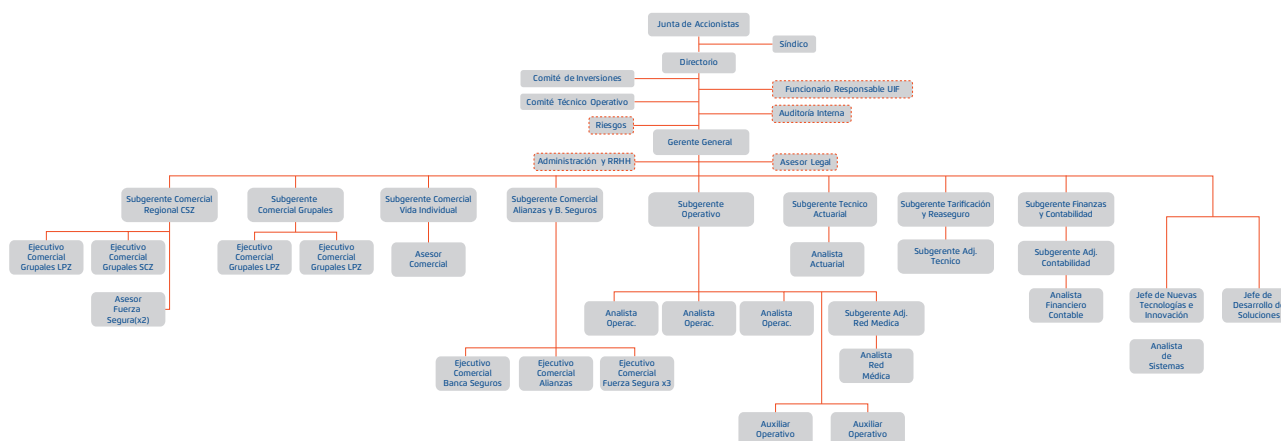 Junta de Accionistas
Síndico
Directorio
Comité de Inversiones
Funcionario Responsable UIF
Comité Técnico Operativo
Auditoría Interna
Riesgos
Gerente General
Administración y RRHH
Asesor Legal
Subgerente Comercial
Regional CSZ
Subgerente
Comercial Grupales
Subgerente Comercial
Vida Individual
Subgerente Comercial
Alianzas y B. Seguros
Subgerente
Operativo
Subgerente Tecnico
Actuarial
Subgerente Tarificación
y Reaseguro
Subgerente Finanzas
y Contabilidad
Ejecutivo
Comercial
Grupales LPZ
Ejecutivo
Comercial
Grupales SCZ
Ejecutivo
Comercial
Grupales LPZ
Ejecutivo
Comercial
Grupales LPZ
Asesor
Comercial
Analista
Actuarial
Subgerente Adj.
Tecnico
Subgerente Adj.
Contabilidad
Asesor
Fuerza
Segura(x2)
Analista
Operac.
Analista
Operac.
Analista
Operac.
Subgerente Adj.
Red Medica
Analista
Financiero
Contable
Jefe de Nuevas
Tecnologías e
Innovación
Jefe de
Desarrollo de
Soluciones
Ejecutivo
Comercial
Banca Seguros
Ejecutivo
Comercial
Alianzas
Ejecutivo
Comercial
Fuerza Segura x3
Analista
Red
Médica
Analista
de
Sistemas
Auxiliar
Operativo
Auxiliar
Operativo